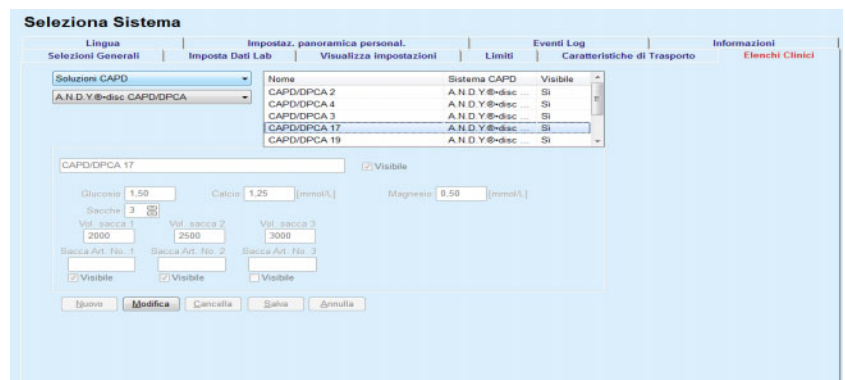 Seleziona Sistema
Lingua | Impostaz. panoramica personal. | Eventi Log | Informazioni
Selezioni Generali | Imposta Dati Lab | Visualizza impostazioni | Limiti | Caratteristiche di Trasporto | Elenchi Clinici
Soluzioni CAPD
A.N.D.Y.®•disc CAPD/DPCA
Nome Sistema CAPD Visibile
CAPD/DPCA 2 A.N.D.Y.®•disc ... Sì
CAPD/DPCA 4 A.N.D.Y.®•disc ... Sì
CAPD/DPCA 3 A.N.D.Y.®•disc ... Sì
CAPD/DPCA 17 A.N.D.Y.®•disc ... Sì
CAPD/DPCA 19 A.N.D.Y.®•disc ... Sì
CAPD/DPCA 17 Visibile
Glucosio 1,50 Calcio 1,25 [mmol/L] Magnesio 0,50 [mmol/L]
Sacche 3
Vol. sacca 1 Vol. sacca 2 Vol. sacca 3
2000 2500 3000
Sacca Art. No. 1 Sacca Art. No. 2 Sacca Art. No. 3
Visibile Visibile Visibile
Nuovo Modifica Cancella Salva Annulla